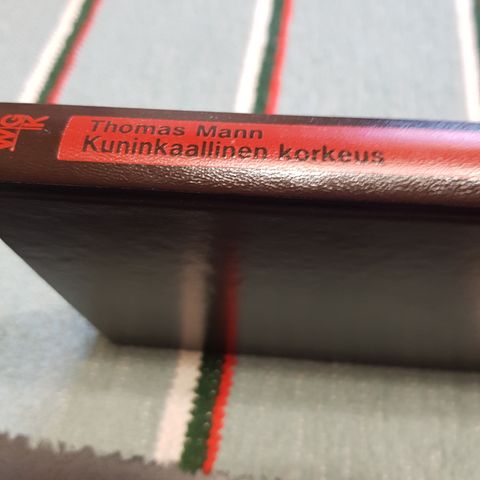 Thomas Mann
Kuninkaallinen korkeus